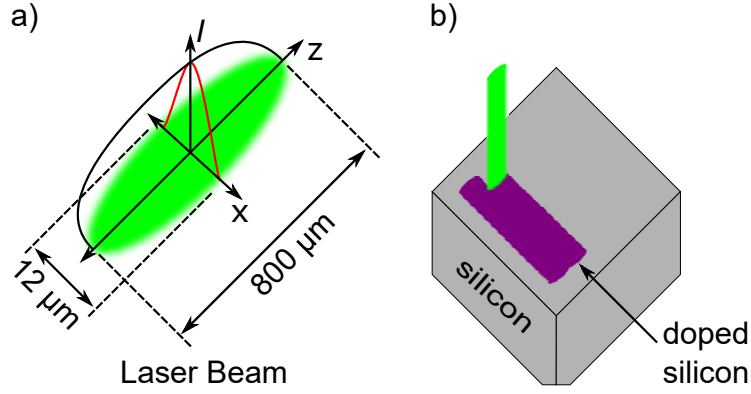 a)
I
z
x
12 µm
800 µm
Laser Beam
b)
silicon
doped
silicon